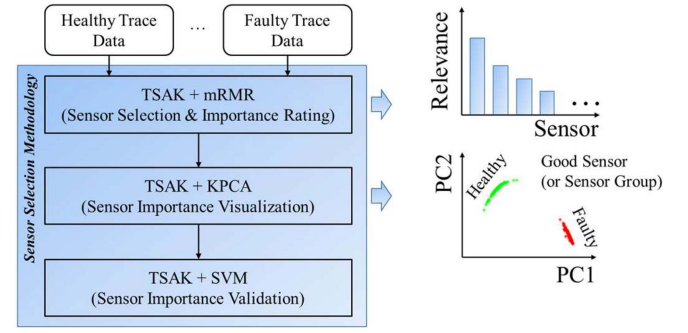 Healthy Trace
Data
...
Faulty Trace
Data
Sensor Selection Methodology
TSAK + mRMR
(Sensor Selection & Importance Rating)
TSAK + KPCA
(Sensor Importance Visualization)
TSAK + SVM
(Sensor Importance Validation)
Relevance
...
Sensor
PC2
Healthy
Good Sensor
(or Sensor Group)
Faulty
PC1